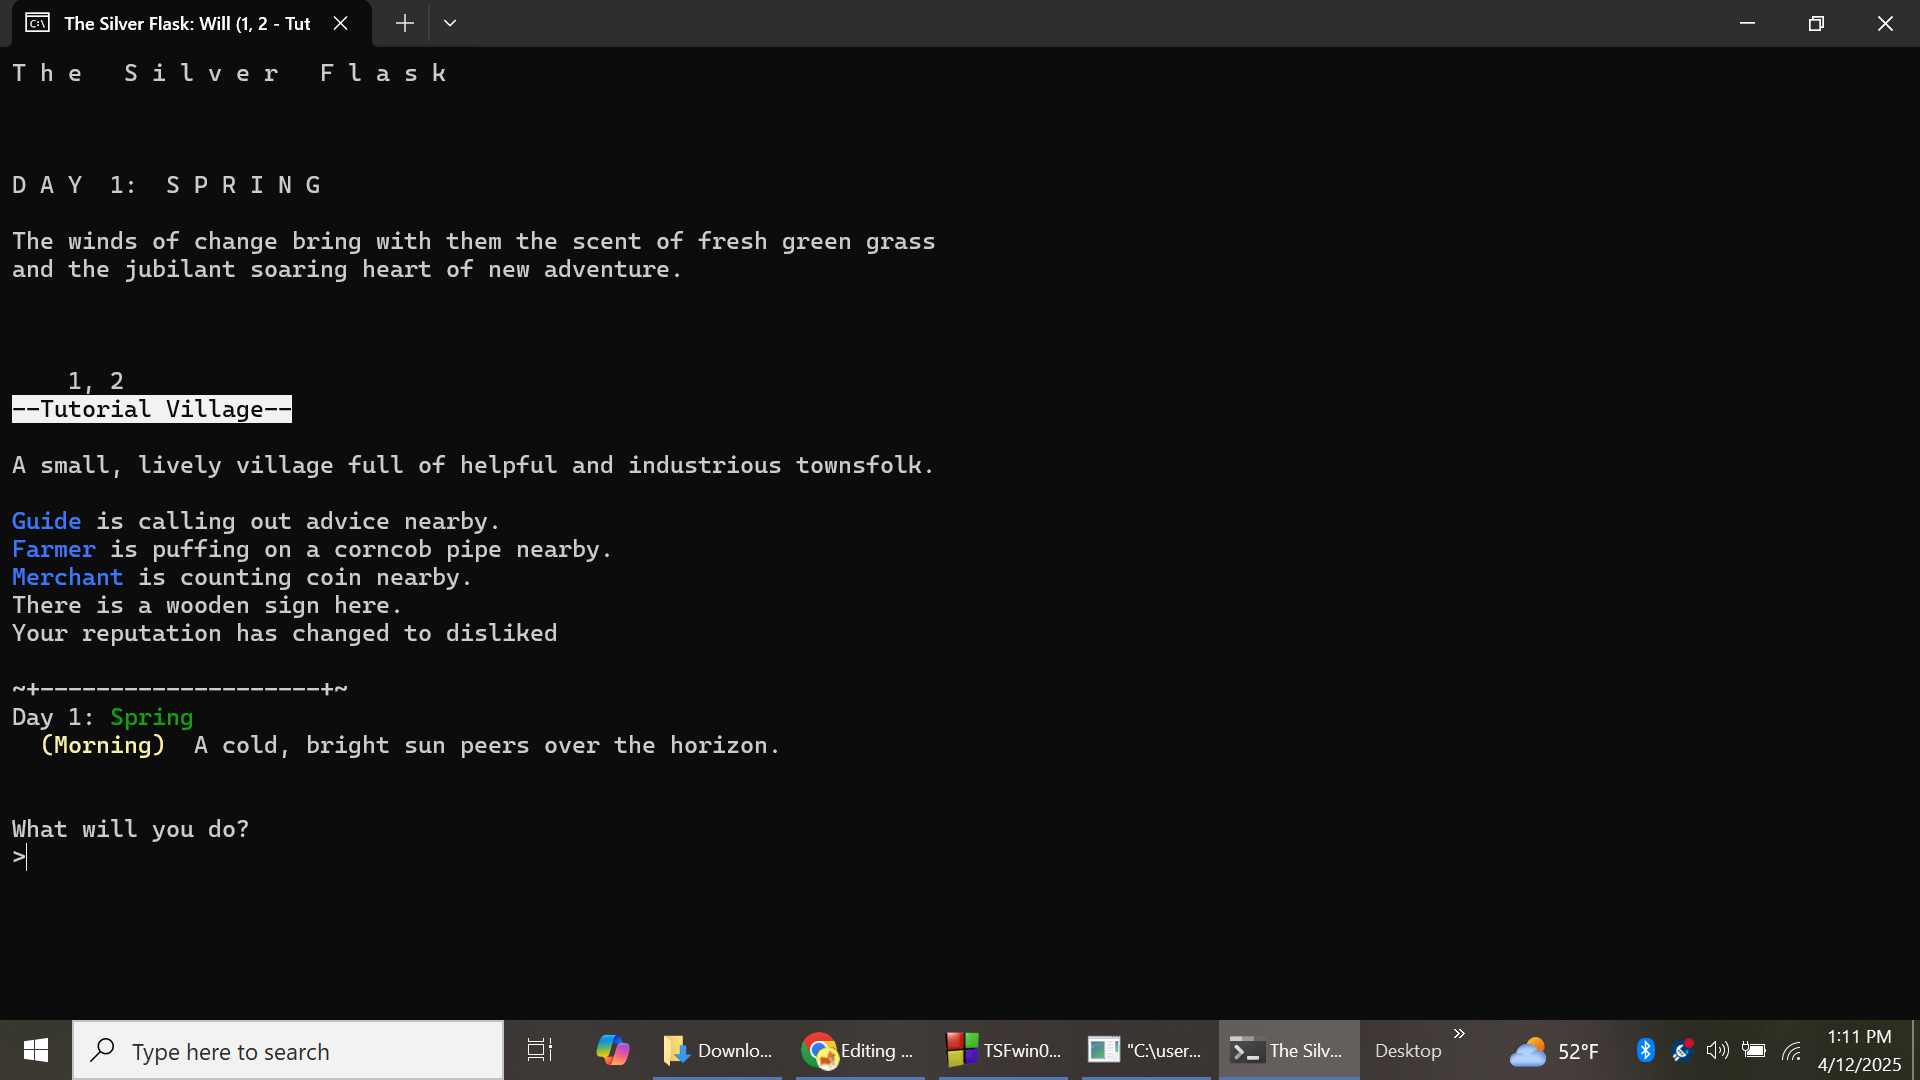 The Silver Flask: Will (1, 2 - Tut
T h e   S i l v e r   F l a s k
D A Y  1:  S P R I N G
The winds of change bring with them the scent of fresh green grass
and the jubilant soaring heart of new adventure.
1, 2
--Tutorial Village--
A small, lively village full of helpful and industrious townsfolk.
Guide is calling out advice nearby.
Farmer is puffing on a corncob pipe nearby.
Merchant is counting coin nearby.
There is a wooden sign here.
Your reputation has changed to disliked
~+--------------------+~
Day 1: Spring
(Morning)  A cold, bright sun peers over the horizon.
What will you do?
>
Type here to search
Downlo...
Editing ...
TSFwin0...
"C:\user...
The Silv...
Desktop
52°F
1:11 PM
4/12/2025